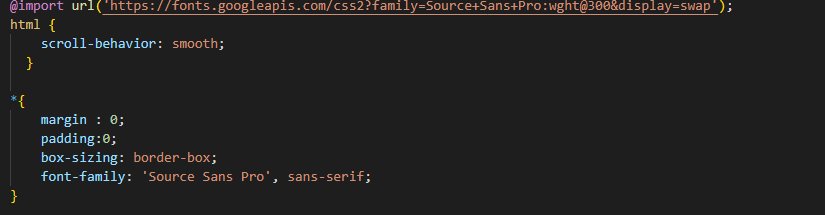 @import url('https://fonts.googleapis.com/css2?family=Source+Sans+Pro:wght@300&display=swap');
html {
scroll-behavior: smooth;
}
*{
margin : 0;
padding:0;
box-sizing: border-box;
font-family: 'Source Sans Pro', sans-serif;
}